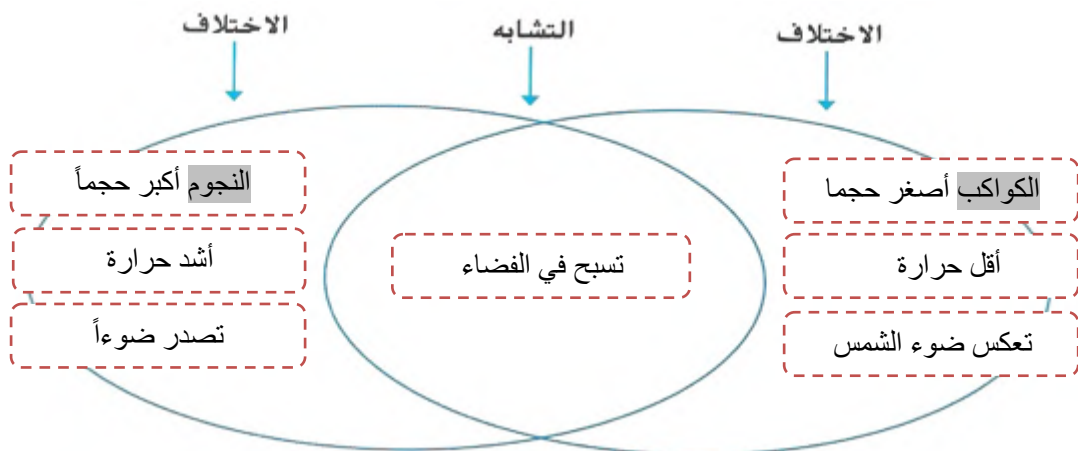 الاختلاف
التشابه
الاختلاف
الكواكب أصغر حجما
أقل حرارة
تعكس ضوء الشمس
تسبح في الفضاء
النجوم أكبر حجماً
أشد حرارة
تصدر ضوءاً